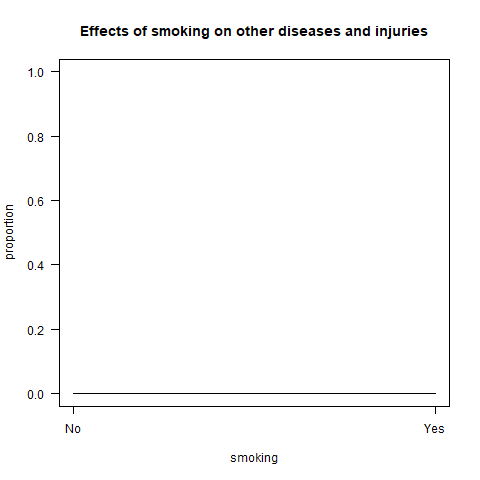 Effects of smoking on other diseases and injuries
1.0
0.8
0.6
0.4
0.2
0.0
proportion
No
Yes
smoking